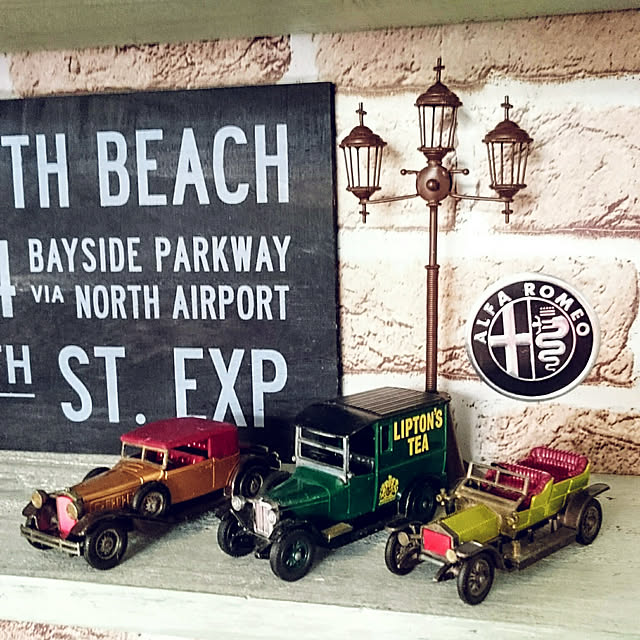 TH BEACH
4 BAYSIDE PARKWAY
VIA NORTH AIRPORT
TH ST. EXP
ALFA ROMEO
LIPTON'S
TEA